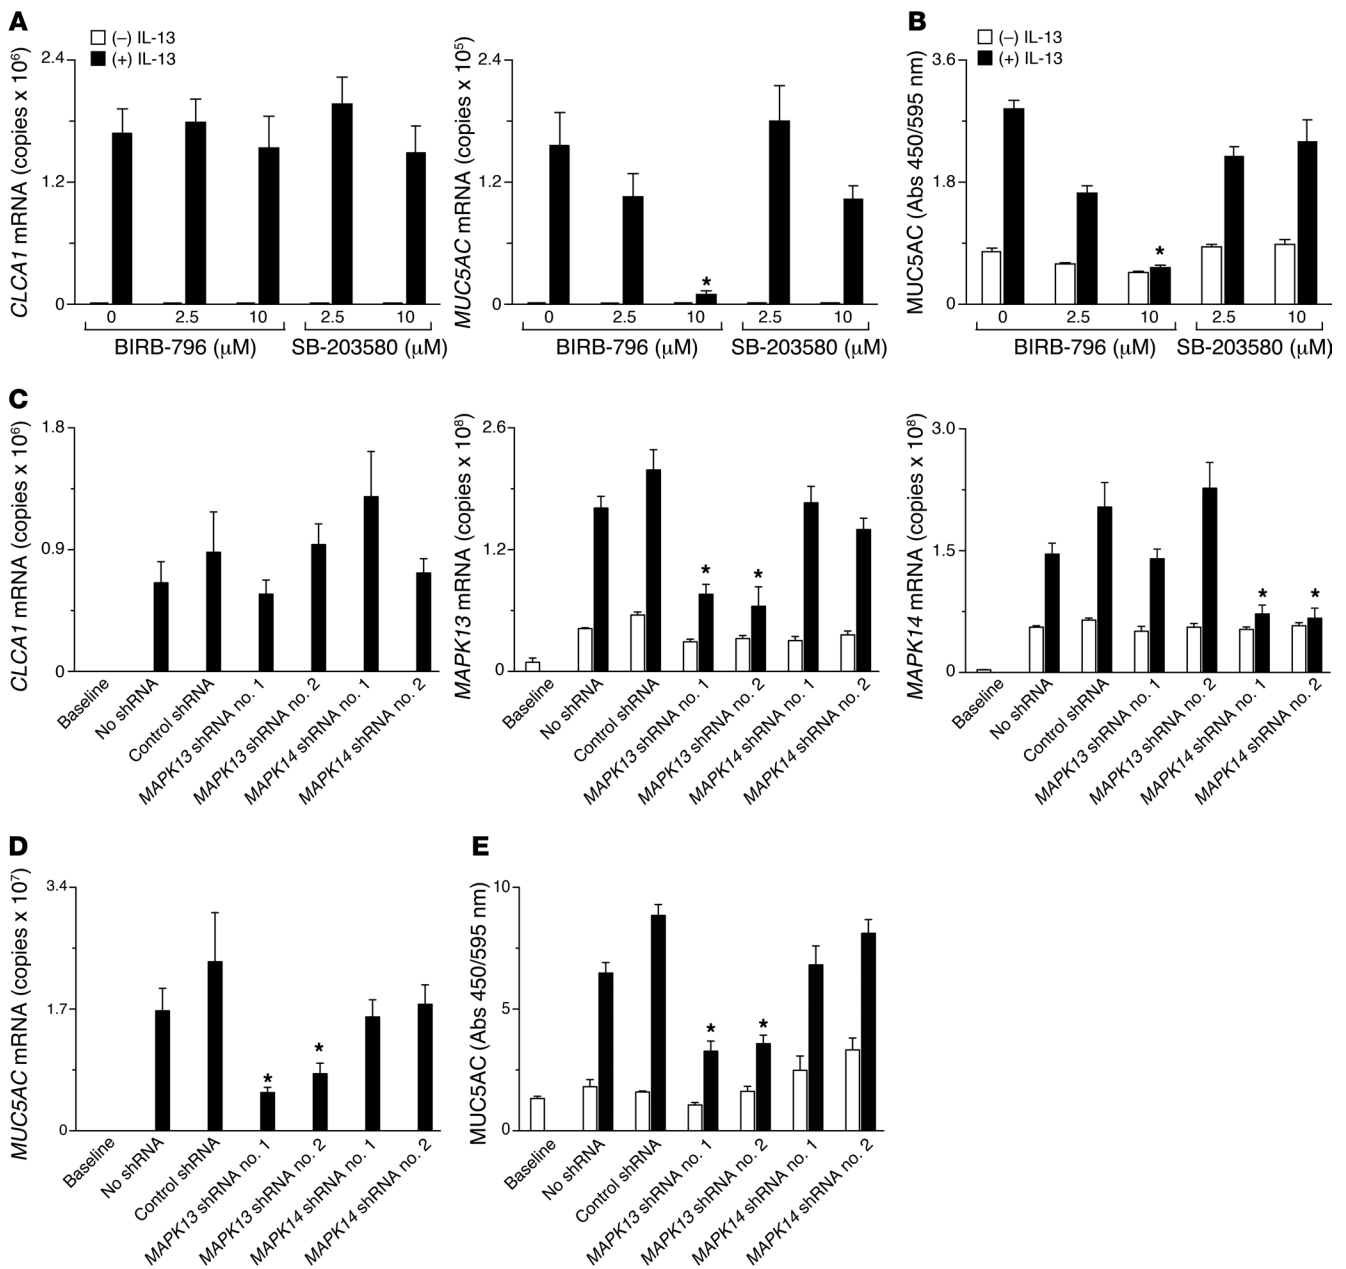 A
(–) IL-13
(+) IL-13
CLCA1 mRNA (copies x 10⁶)
2.4
1.2
0
0
2.5
10
2.5
10
BIRB-796 (μM)
SB-203580 (μM)
MUC5AC mRNA (copies x 10⁵)
2.4
1.2
0
*
0
2.5
10
2.5
10
BIRB-796 (μM)
SB-203580 (μM)
B
(–) IL-13
(+) IL-13
MUC5AC (Abs 450/595 nm)
3.6
1.8
0
*
0
2.5
10
2.5
10
BIRB-796 (μM)
SB-203580 (μM)
C
CLCA1 mRNA (copies x 10⁶)
1.8
0.9
0
Baseline
No shRNA
Control shRNA
MAPK13 shRNA no. 1
MAPK13 shRNA no. 2
MAPK14 shRNA no. 1
MAPK14 shRNA no. 2
MAPK13 mRNA (copies x 10⁸)
2.6
1.2
0
*
*
Baseline
No shRNA
Control shRNA
MAPK13 shRNA no. 1
MAPK13 shRNA no. 2
MAPK14 shRNA no. 1
MAPK14 shRNA no. 2
MAPK14 mRNA (copies x 10⁸)
3.0
1.5
0
*
*
Baseline
No shRNA
Control shRNA
MAPK13 shRNA no. 1
MAPK13 shRNA no. 2
MAPK14 shRNA no. 1
MAPK14 shRNA no. 2
D
MUC5AC mRNA (copies x 10⁷)
3.4
1.7
0
*
*
Baseline
No shRNA
Control shRNA
MAPK13 shRNA no. 1
MAPK13 shRNA no. 2
MAPK14 shRNA no. 1
MAPK14 shRNA no. 2
E
MUC5AC (Abs 450/595 nm)
10
5
0
*
*
Baseline
No shRNA
Control shRNA
MAPK13 shRNA no. 1
MAPK13 shRNA no. 2
MAPK14 shRNA no. 1
MAPK14 shRNA no. 2